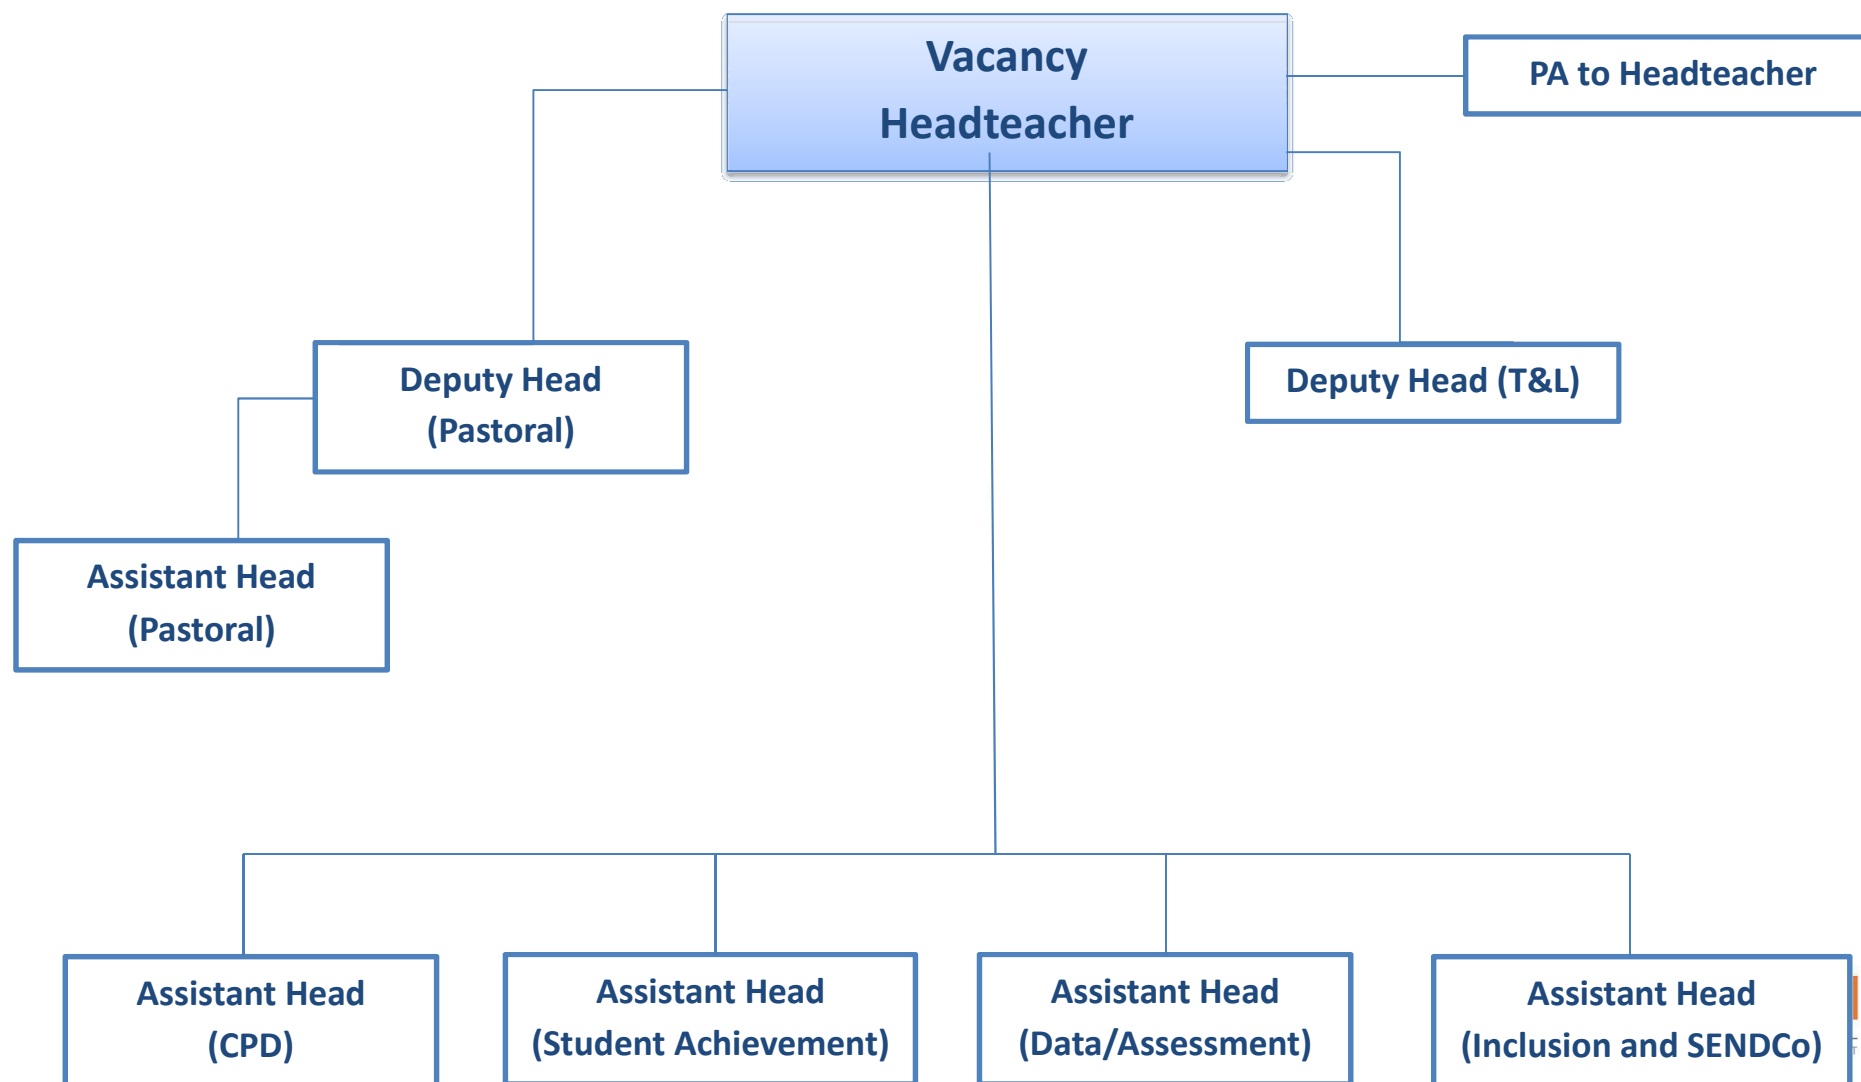 Vacancy
Headteacher
PA to Headteacher
Deputy Head
(Pastoral)
Deputy Head (T&L)
Assistant Head
(Pastoral)
Assistant Head
(CPD)
Assistant Head
(Student Achievement)
Assistant Head
(Data/Assessment)
Assistant Head
(Inclusion and SENDCo)